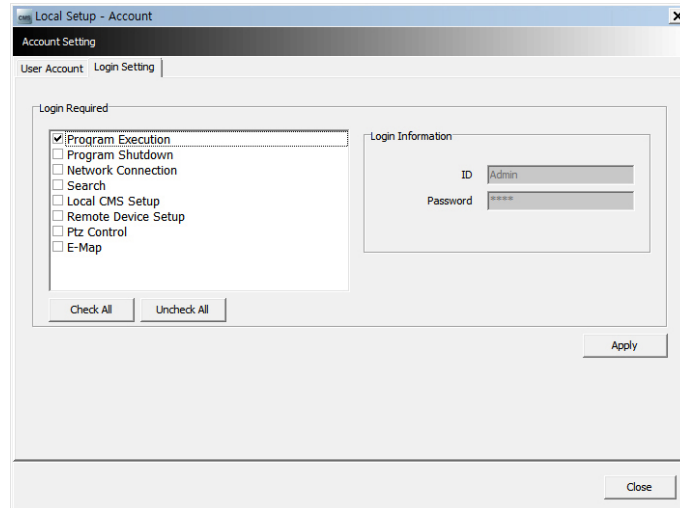 CMS Local Setup - Account
Account Setting
User Account Login Setting
Login Required
Program Execution
Program Shutdown
Network Connection
Search
Local CMS Setup
Remote Device Setup
Ptz Control
E-Map
Check All Uncheck All
Login Information
ID Admin
Password ****
Apply
Close